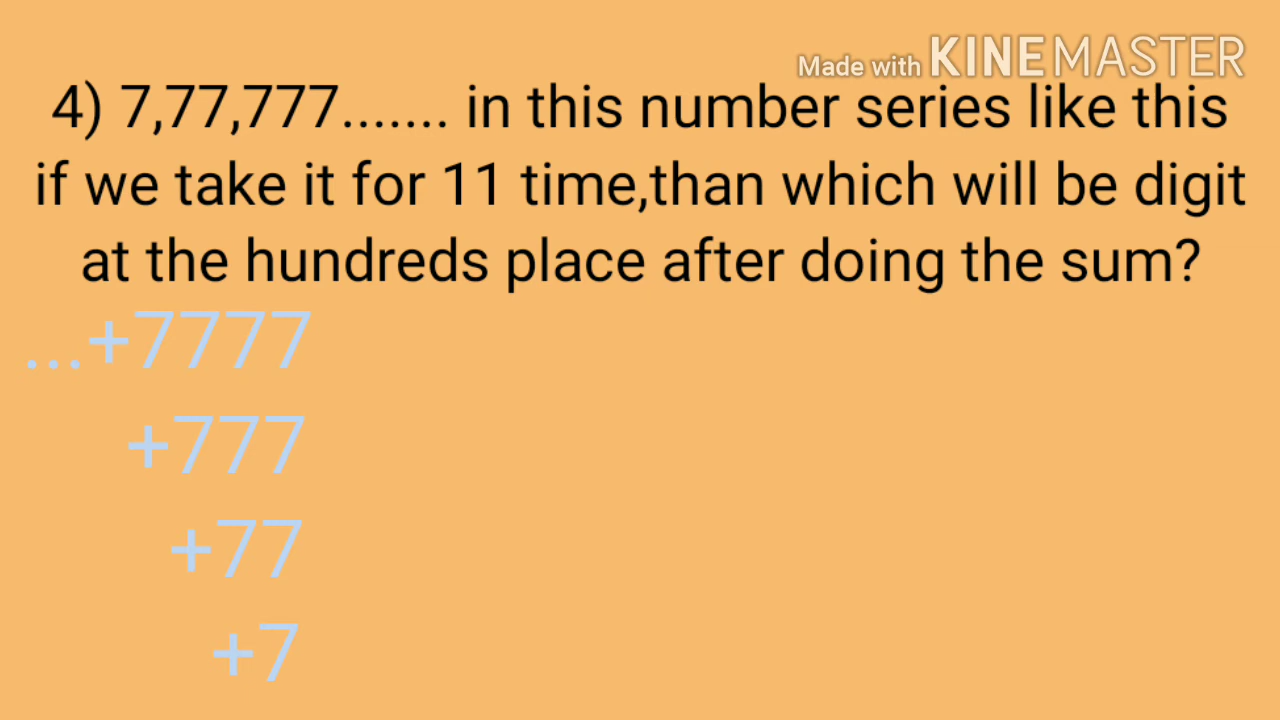 Made with KINEMASTER
4) 7,77,777....... in this number series like this
if we take it for 11 time,than which will be digit
at the hundreds place after doing the sum?
...+7777
+777
+77
+7